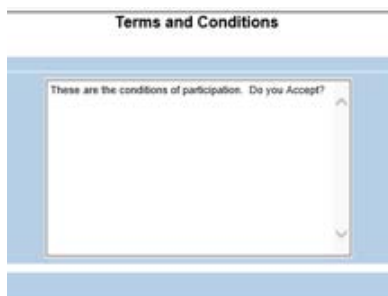 Terms and Conditions
These are the conditions of participation. Do you Accept?